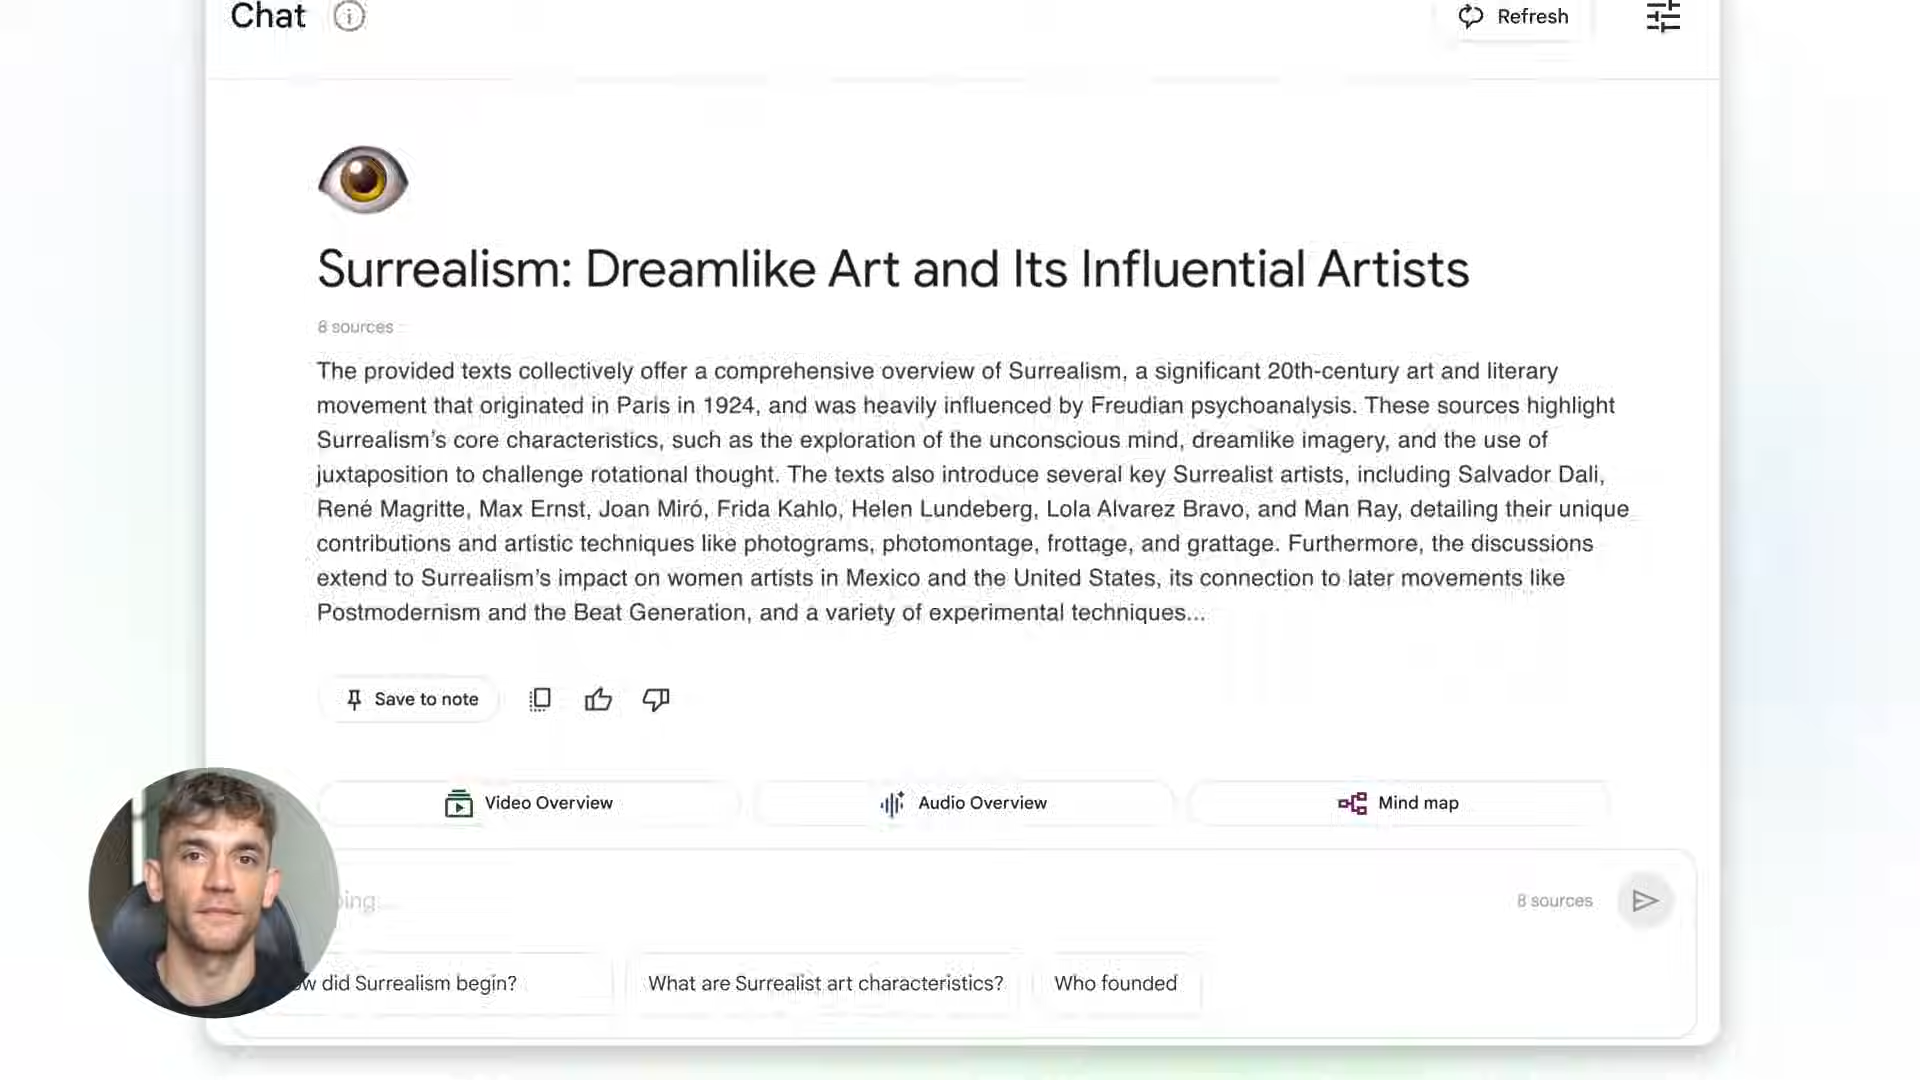 Chat
Refresh
Surrealism: Dreamlike Art and Its Influential Artists
8 sources
The provided texts collectively offer a comprehensive overview of Surrealism, a significant 20th-century art and literary
movement that originated in Paris in 1924, and was heavily influenced by Freudian psychoanalysis. These sources highlight
Surrealism’s core characteristics, such as the exploration of the unconscious mind, dreamlike imagery, and the use of
juxtaposition to challenge rotational thought. The texts also introduce several key Surrealist artists, including Salvador Dali,
René Magritte, Max Ernst, Joan Miró, Frida Kahlo, Helen Lundeberg, Lola Alvarez Bravo, and Man Ray, detailing their unique
contributions and artistic techniques like photograms, photomontage, frottage, and grattage. Furthermore, the discussions
extend to Surrealism’s impact on women artists in Mexico and the United States, its connection to later movements like
Postmodernism and the Beat Generation, and a variety of experimental techniques...
Save to note
Video Overview
Audio Overview
Mind map
8 sources
did Surrealism begin?
What are Surrealist art characteristics?
Who founded